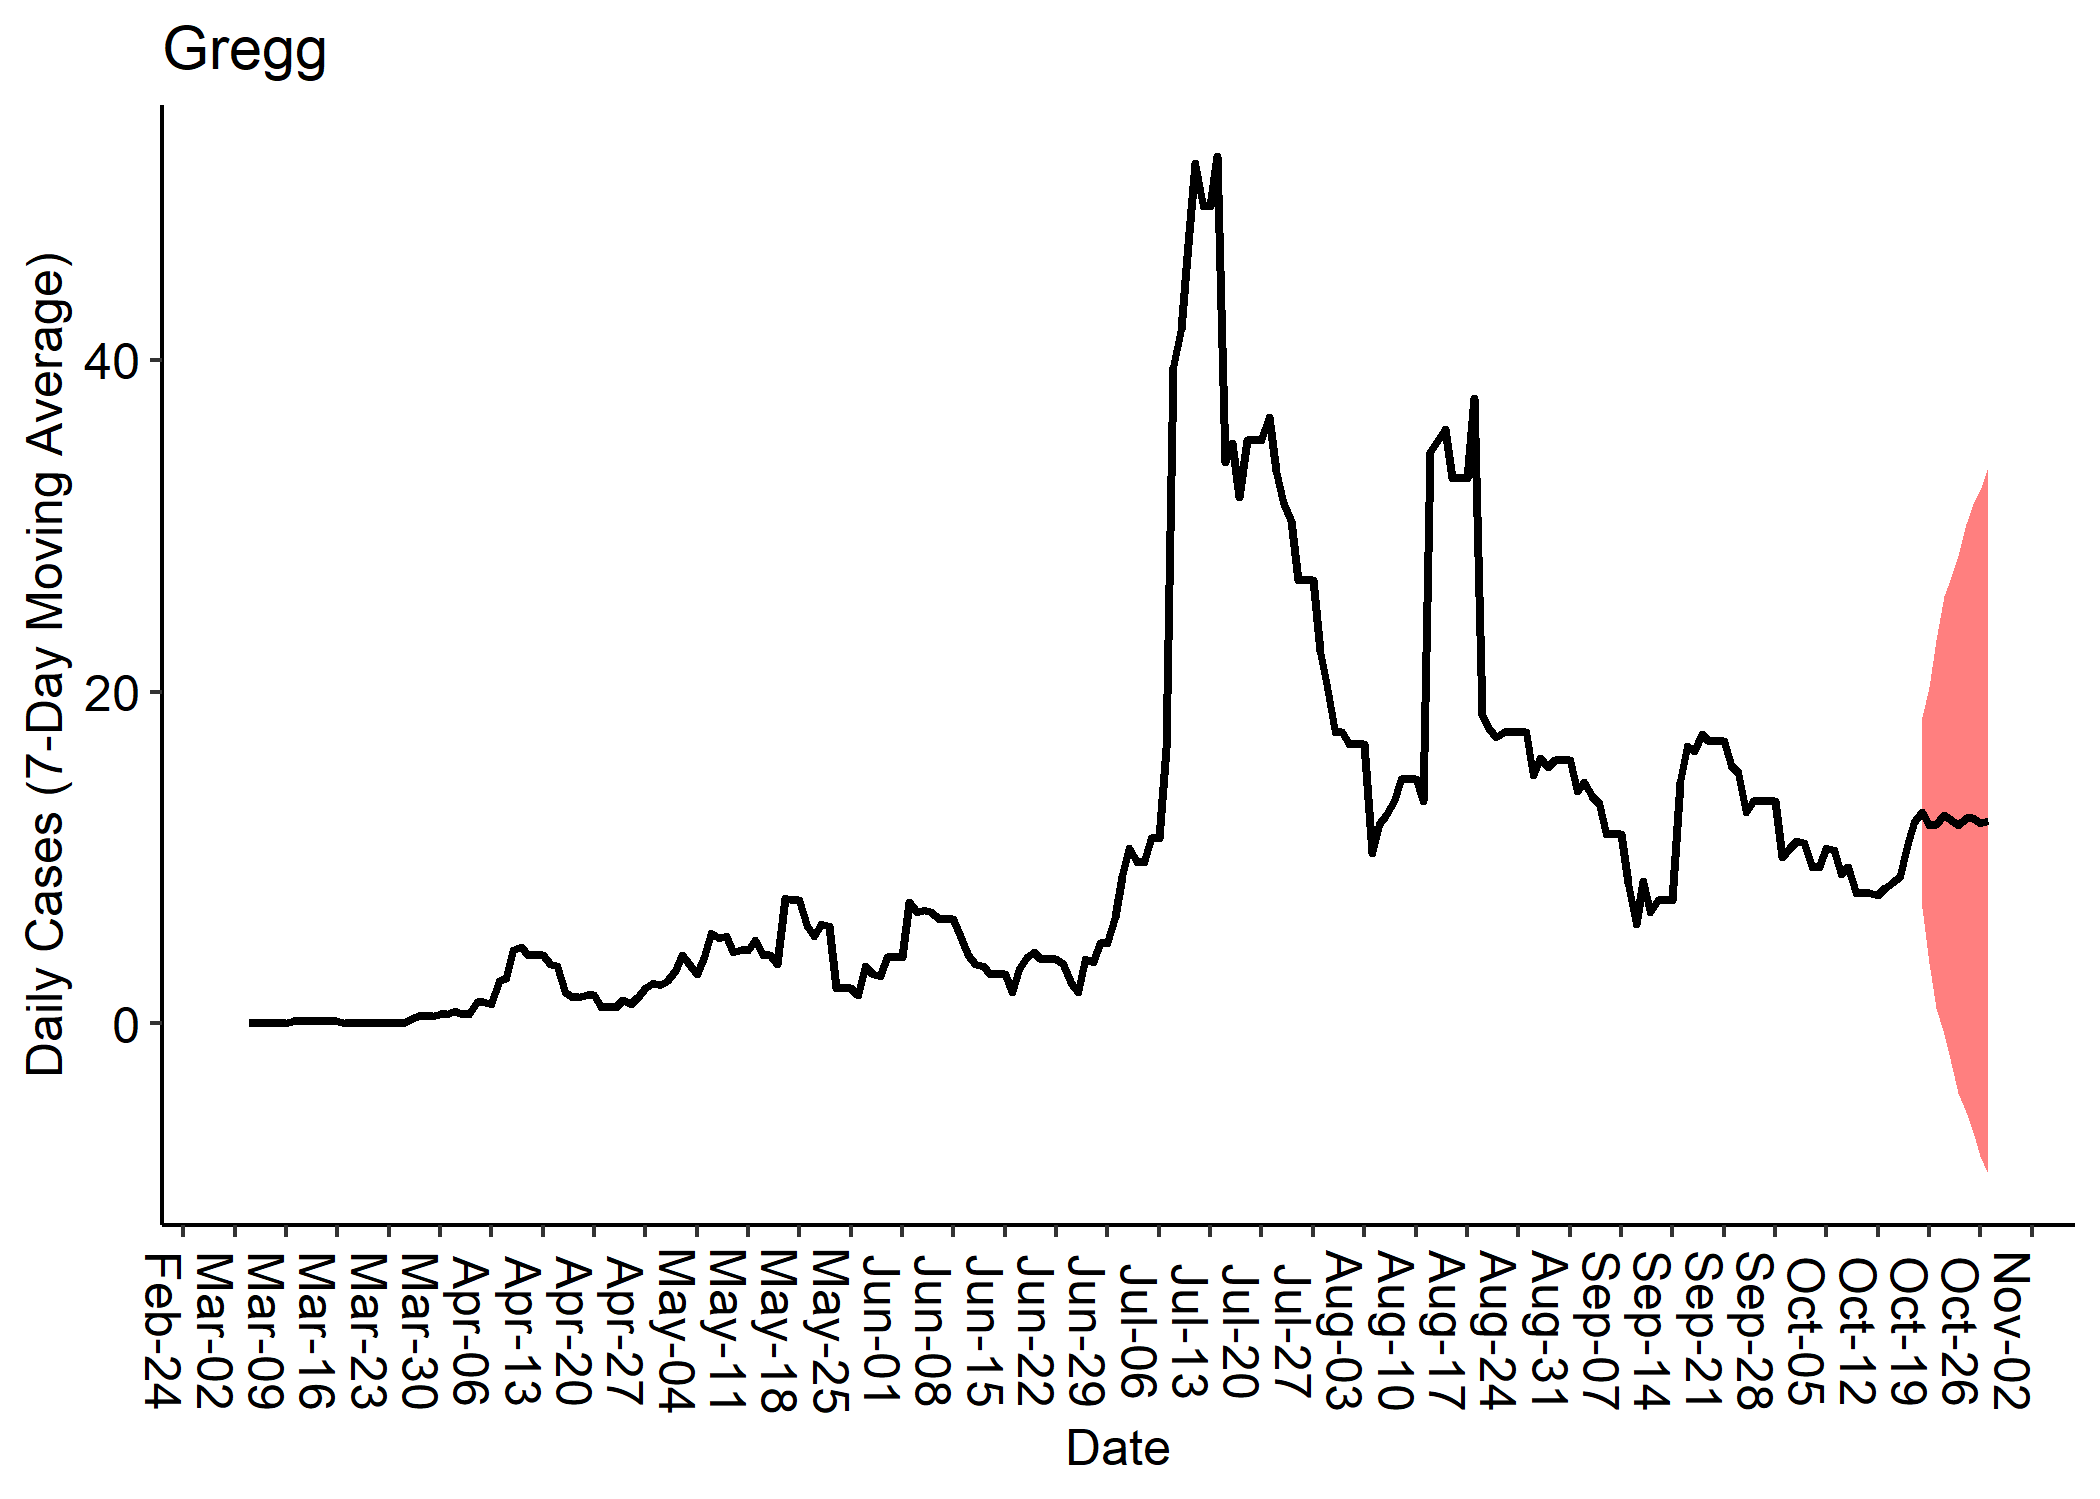 Gregg
Daily Cases (7-Day Moving Average)
40
20
0
Feb-24
Mar-02
Mar-09
Mar-16
Mar-23
Mar-30
Apr-06
Apr-13
Apr-20
Apr-27
May-04
May-11
May-18
May-25
Jun-01
Jun-08
Jun-15
Jun-22
Jun-29
Jul-06
Jul-13
Jul-20
Jul-27
Aug-03
Aug-10
Aug-17
Aug-24
Aug-31
Sep-07
Sep-14
Sep-21
Sep-28
Oct-05
Oct-12
Oct-19
Oct-26
Nov-02
Date